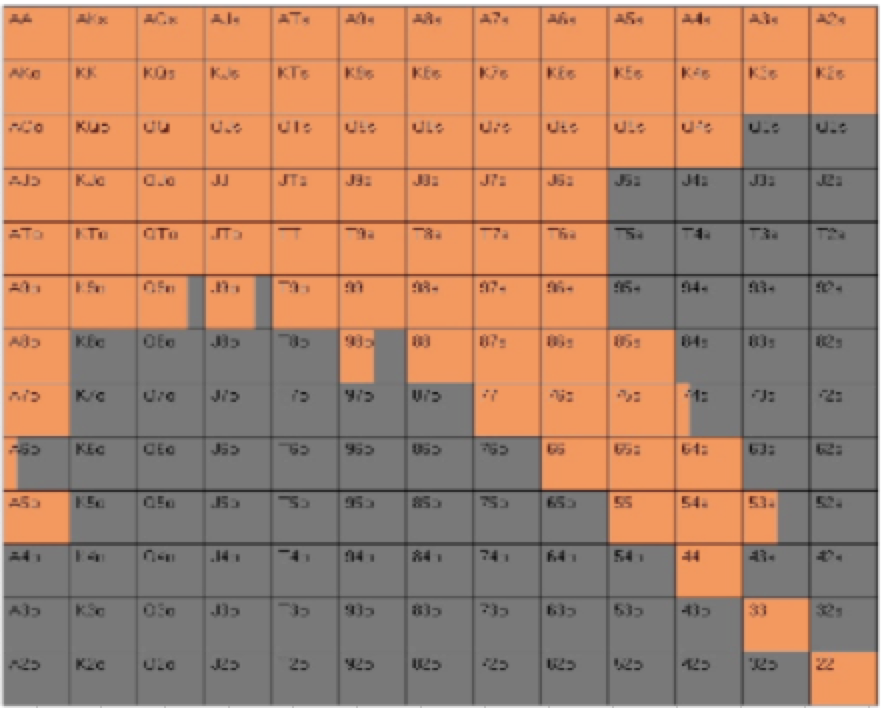 AA AKs AQs AJs ATs A9s A8s A7s A6s A5s A4s A3s A2s
AKo KK KQs KJs KTs K9s K8s K7s K6s K5s K4s K3s K2s
AQo KQo QQ QJs QTs Q9s Q8s Q7s Q6s Q5s Q4s Q3s Q2s
AJo KJo QJo JJ JTs J9s J8s J7s J6s J5s J4s J3s J2s
ATo KTo QTo JTo TT T9s T8s T7s T6s T5s T4s T3s T2s
A9o K9o Q9o J9o T9o 99 98s 97s 96s 95s 94s 93s 92s
A8o K8o Q8o J8o T8o 98o 88 87s 86s 85s 84s 83s 82s
A7o K7o Q7o J7o T7o 97o 87o 77 76s 75s 74s 73s 72s
A6o K6o Q6o J6o T6o 96o 86o 76o 66 65s 64s 63s 62s
A5o K5o Q5o J5o T5o 95o 85o 75o 65o 55 54s 53s 52s
A4o K4o Q4o J4o T4o 94o 84o 74o 64o 54o 44 43s 42s
A3o K3o Q3o J3o T3o 93o 83o 73o 63o 53o 43o 33 32s
A2o K2o Q2o J2o T2o 92o 82o 72o 62o 52o 42o 32o 22